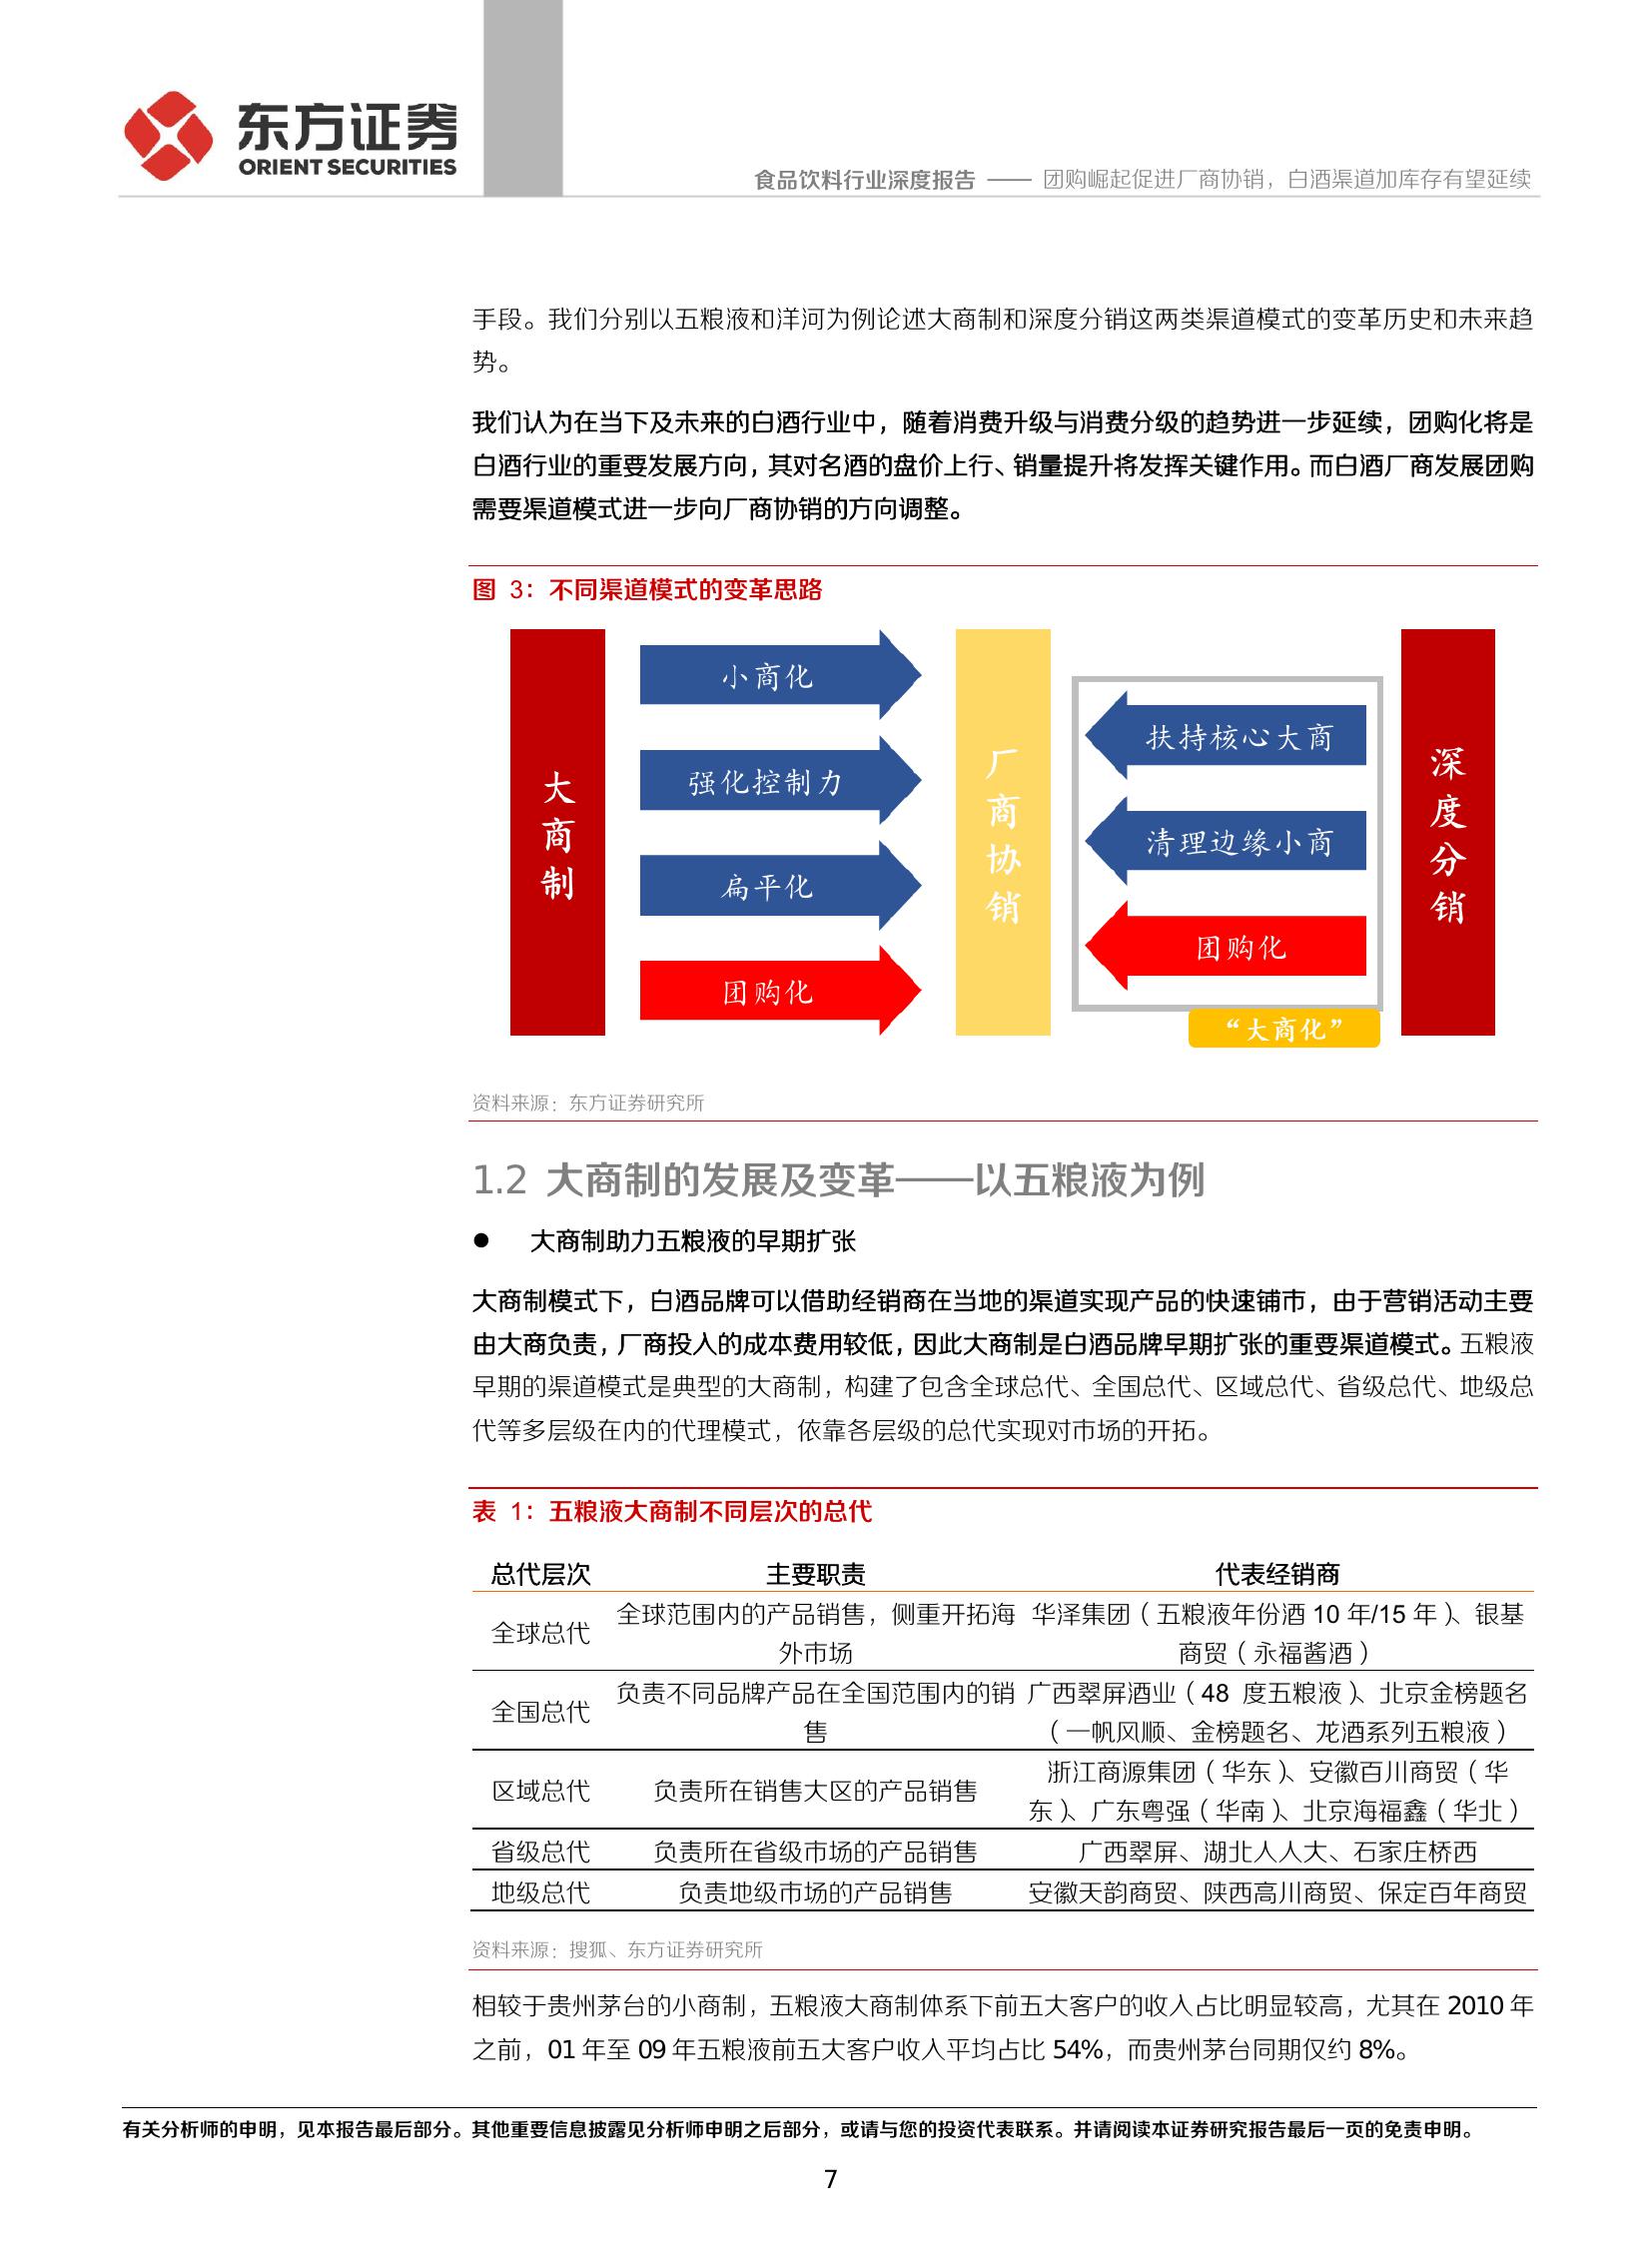 东方证券
ORIENT SECURITIES
食品饮料行业深度报告 —— 团购崛起促进厂商协销，白酒渠道加库存有望延续
手段。我们分别以五粮液和洋河为例论述大商制和深度分销这两类渠道模式的变革历史和未来趋
势。
我们认为在当下及未来的白酒行业中，随着消费升级与消费分级的趋势进一步延续，团购化将是
白酒行业的重要发展方向，其对名酒的盘价上行、销量提升将发挥关键作用。而白酒厂商发展团购
需要渠道模式进一步向厂商协销的方向调整。
图 3：不同渠道模式的变革思路
大商制
小商化
强化控制力
扁平化
团购化
厂商协销
扶持核心大商
清理边缘小商
团购化
“大商化”
深度分销
资料来源：东方证券研究所
1.2 大商制的发展及变革——以五粮液为例
● 大商制助力五粮液的早期扩张
大商制模式下，白酒品牌可以借助经销商在当地的渠道实现产品的快速铺市，由于营销活动主要
由大商负责，厂商投入的成本费用较低，因此大商制是白酒品牌早期扩张的重要渠道模式。五粮液
早期的渠道模式是典型的大商制，构建了包含全球总代、全国总代、区域总代、省级总代、地级总
代等多层级在内的代理模式，依靠各层级的总代实现对市场的开拓。
表 1：五粮液大商制不同层次的总代
总代层次 主要职责 代表经销商
全球总代 全球范围内的产品销售，侧重开拓海外市场 华泽集团（五粮液年份酒 10 年/15 年）、银基商贸（永福酱酒）
全国总代 负责不同品牌产品在全国范围内的销售 广西翠屏酒业（48 度五粮液）、北京金榜题名（一帆风顺、金榜题名、龙酒系列五粮液）
区域总代 负责所在销售大区的产品销售 浙江商源集团（华东）、安徽百川商贸（华东）、广东粤强（华南）、北京海福鑫（华北）
省级总代 负责所在省级市场的产品销售 广西翠屏、湖北人人大、石家庄桥西
地级总代 负责地级市场的产品销售 安徽天韵商贸、陕西高川商贸、保定百年商贸
资料来源：搜狐、东方证券研究所
相较于贵州茅台的小商制，五粮液大商制体系下前五大客户的收入占比明显较高，尤其在 2010 年
之前，01 年至 09 年五粮液前五大客户收入平均占比 54%，而贵州茅台同期仅约 8%。
有关分析师的申明，见本报告最后部分。其他重要信息披露见分析师申明之后部分，或请与您的投资代表联系。并请阅读本证券研究报告最后一页的免责申明。
7